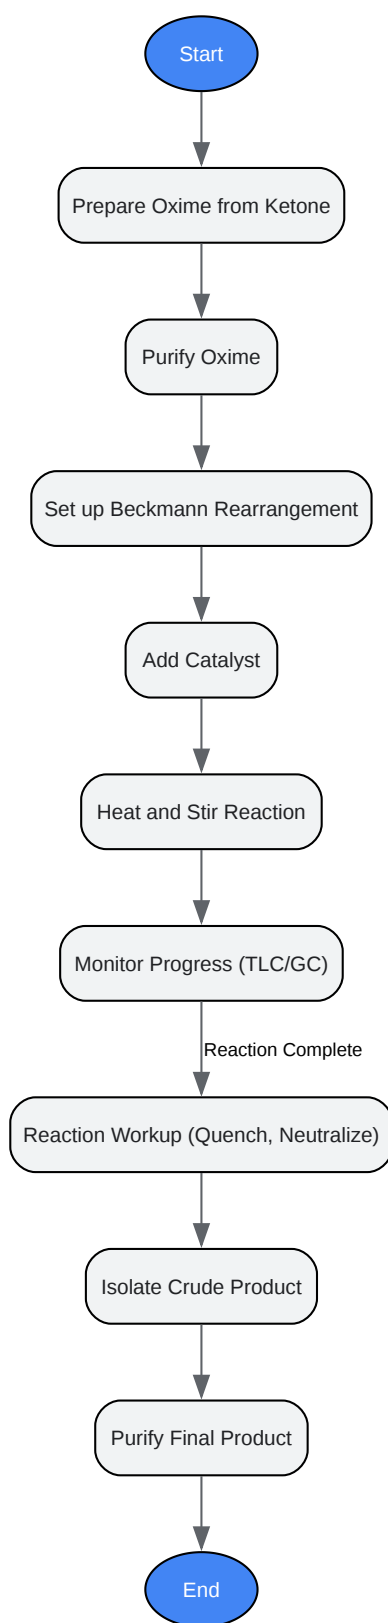 Start
Prepare Oxime from Ketone
Purify Oxime
Set up Beckmann Rearrangement
Add Catalyst
Heat and Stir Reaction
Monitor Progress (TLC/GC)
Reaction Complete
Reaction Workup (Quench, Neutralize)
Isolate Crude Product
Purify Final Product
End